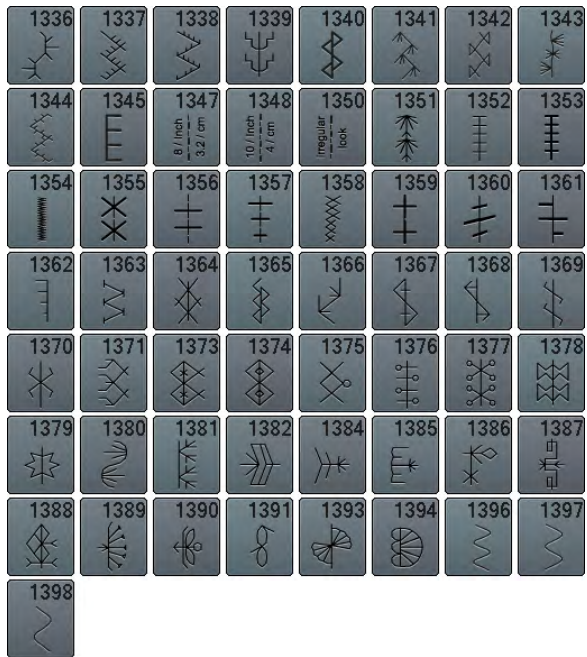 1336 1337 1338 1339 1340 1341 1342 1343
1344 1345 1347 1348 1350 1351 1352 1353
8 / Inch
3.2 / cm
10 / Inch
4 / cm
Irregular
look
1354 1355 1356 1357 1358 1359 1360 1361
1362 1363 1364 1365 1366 1367 1368 1369
1370 1371 1373 1374 1375 1376 1377 1378
1379 1380 1381 1382 1384 1385 1386 1387
1388 1389 1390 1391 1393 1394 1396 1397
1398